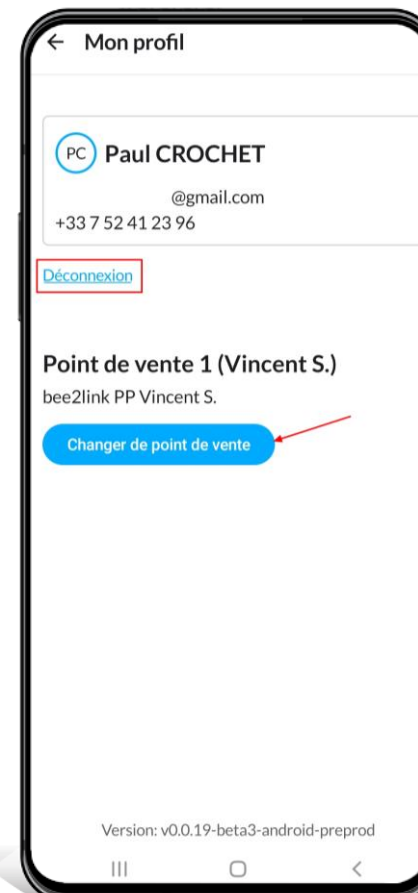 Mon profil
PC Paul CROCHET
@gmail.com
+33 7 52 41 23 96
Déconnexion
Point de vente 1 (Vincent S.)
bee2link PP Vincent S.
Changer de point de vente
Version: v0.0.19-beta3-android-preprod